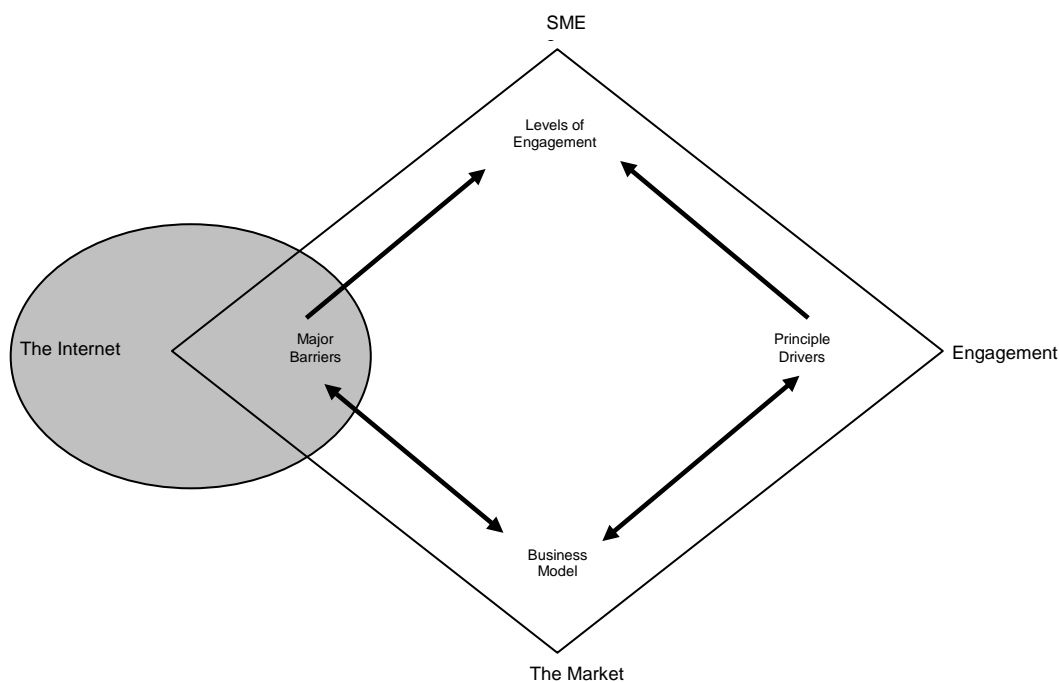 SME
Levels of
Engagement
The Internet
Major
Barriers
Principle
Drivers
Engagement
Business
Model
The Market